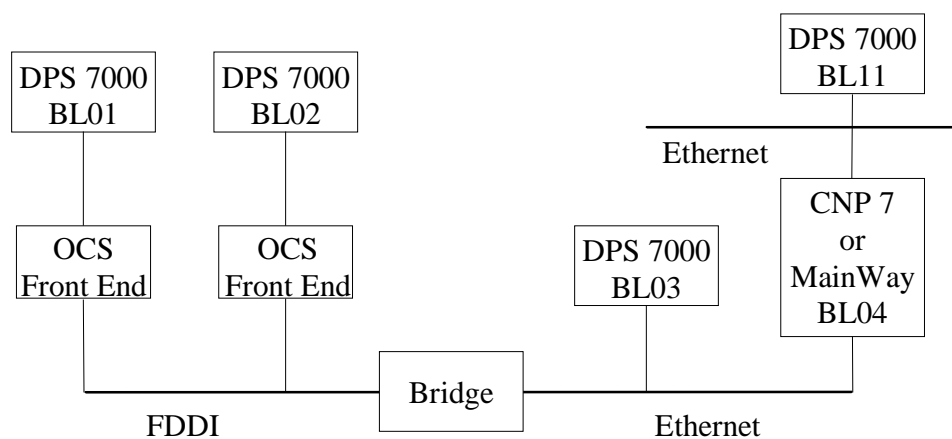 DPS 7000
BL01
DPS 7000
BL02
DPS 7000
BL11
Ethernet
OCS
Front End
OCS
Front End
DPS 7000
BL03
CNP 7
or
MainWay
BL04
Bridge
FDDI
Ethernet